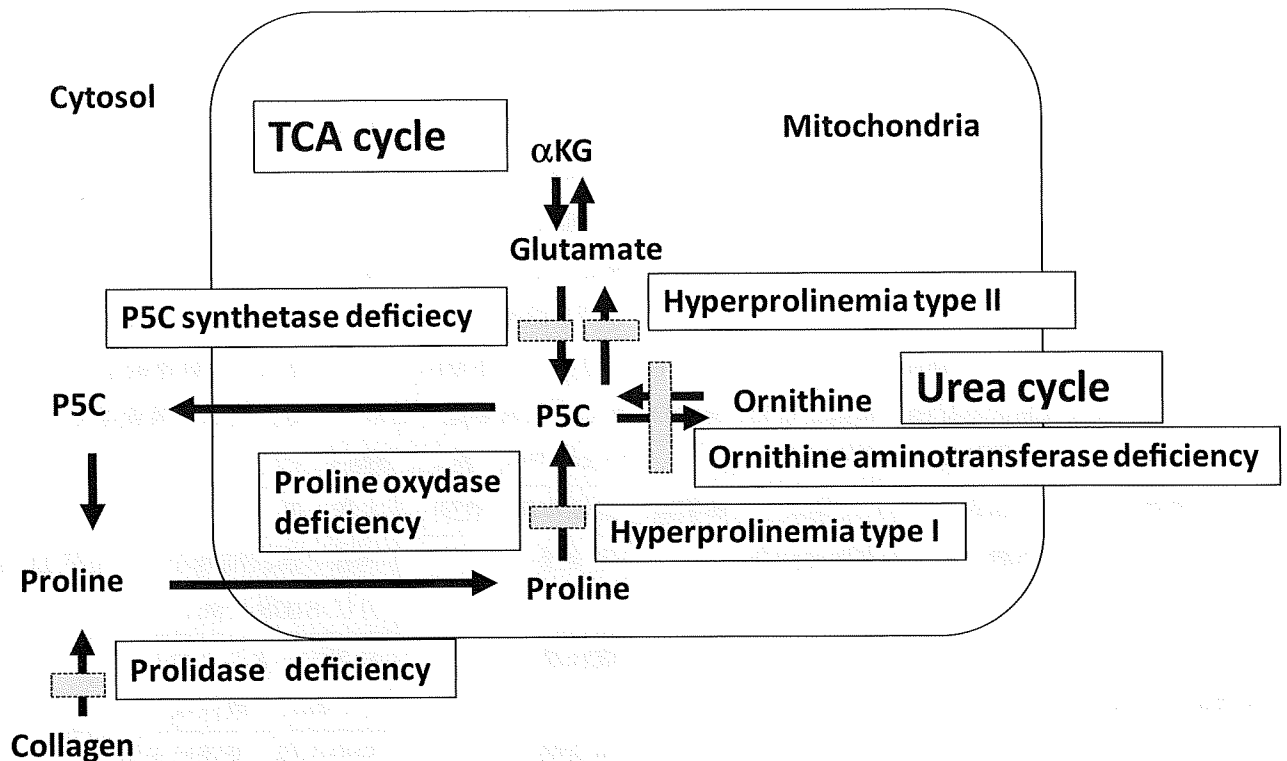 Cytosol
TCA cycle
Mitochondria
αKG
Glutamate
P5C synthetase deficiecy
Hyperprolinemia type II
P5C
P5C
Ornithine
Urea cycle
Ornithine aminotransferase deficiency
Proline oxydase
deficiency
Hyperprolinemia type I
Proline
Proline
Prolidase deficiency
Collagen